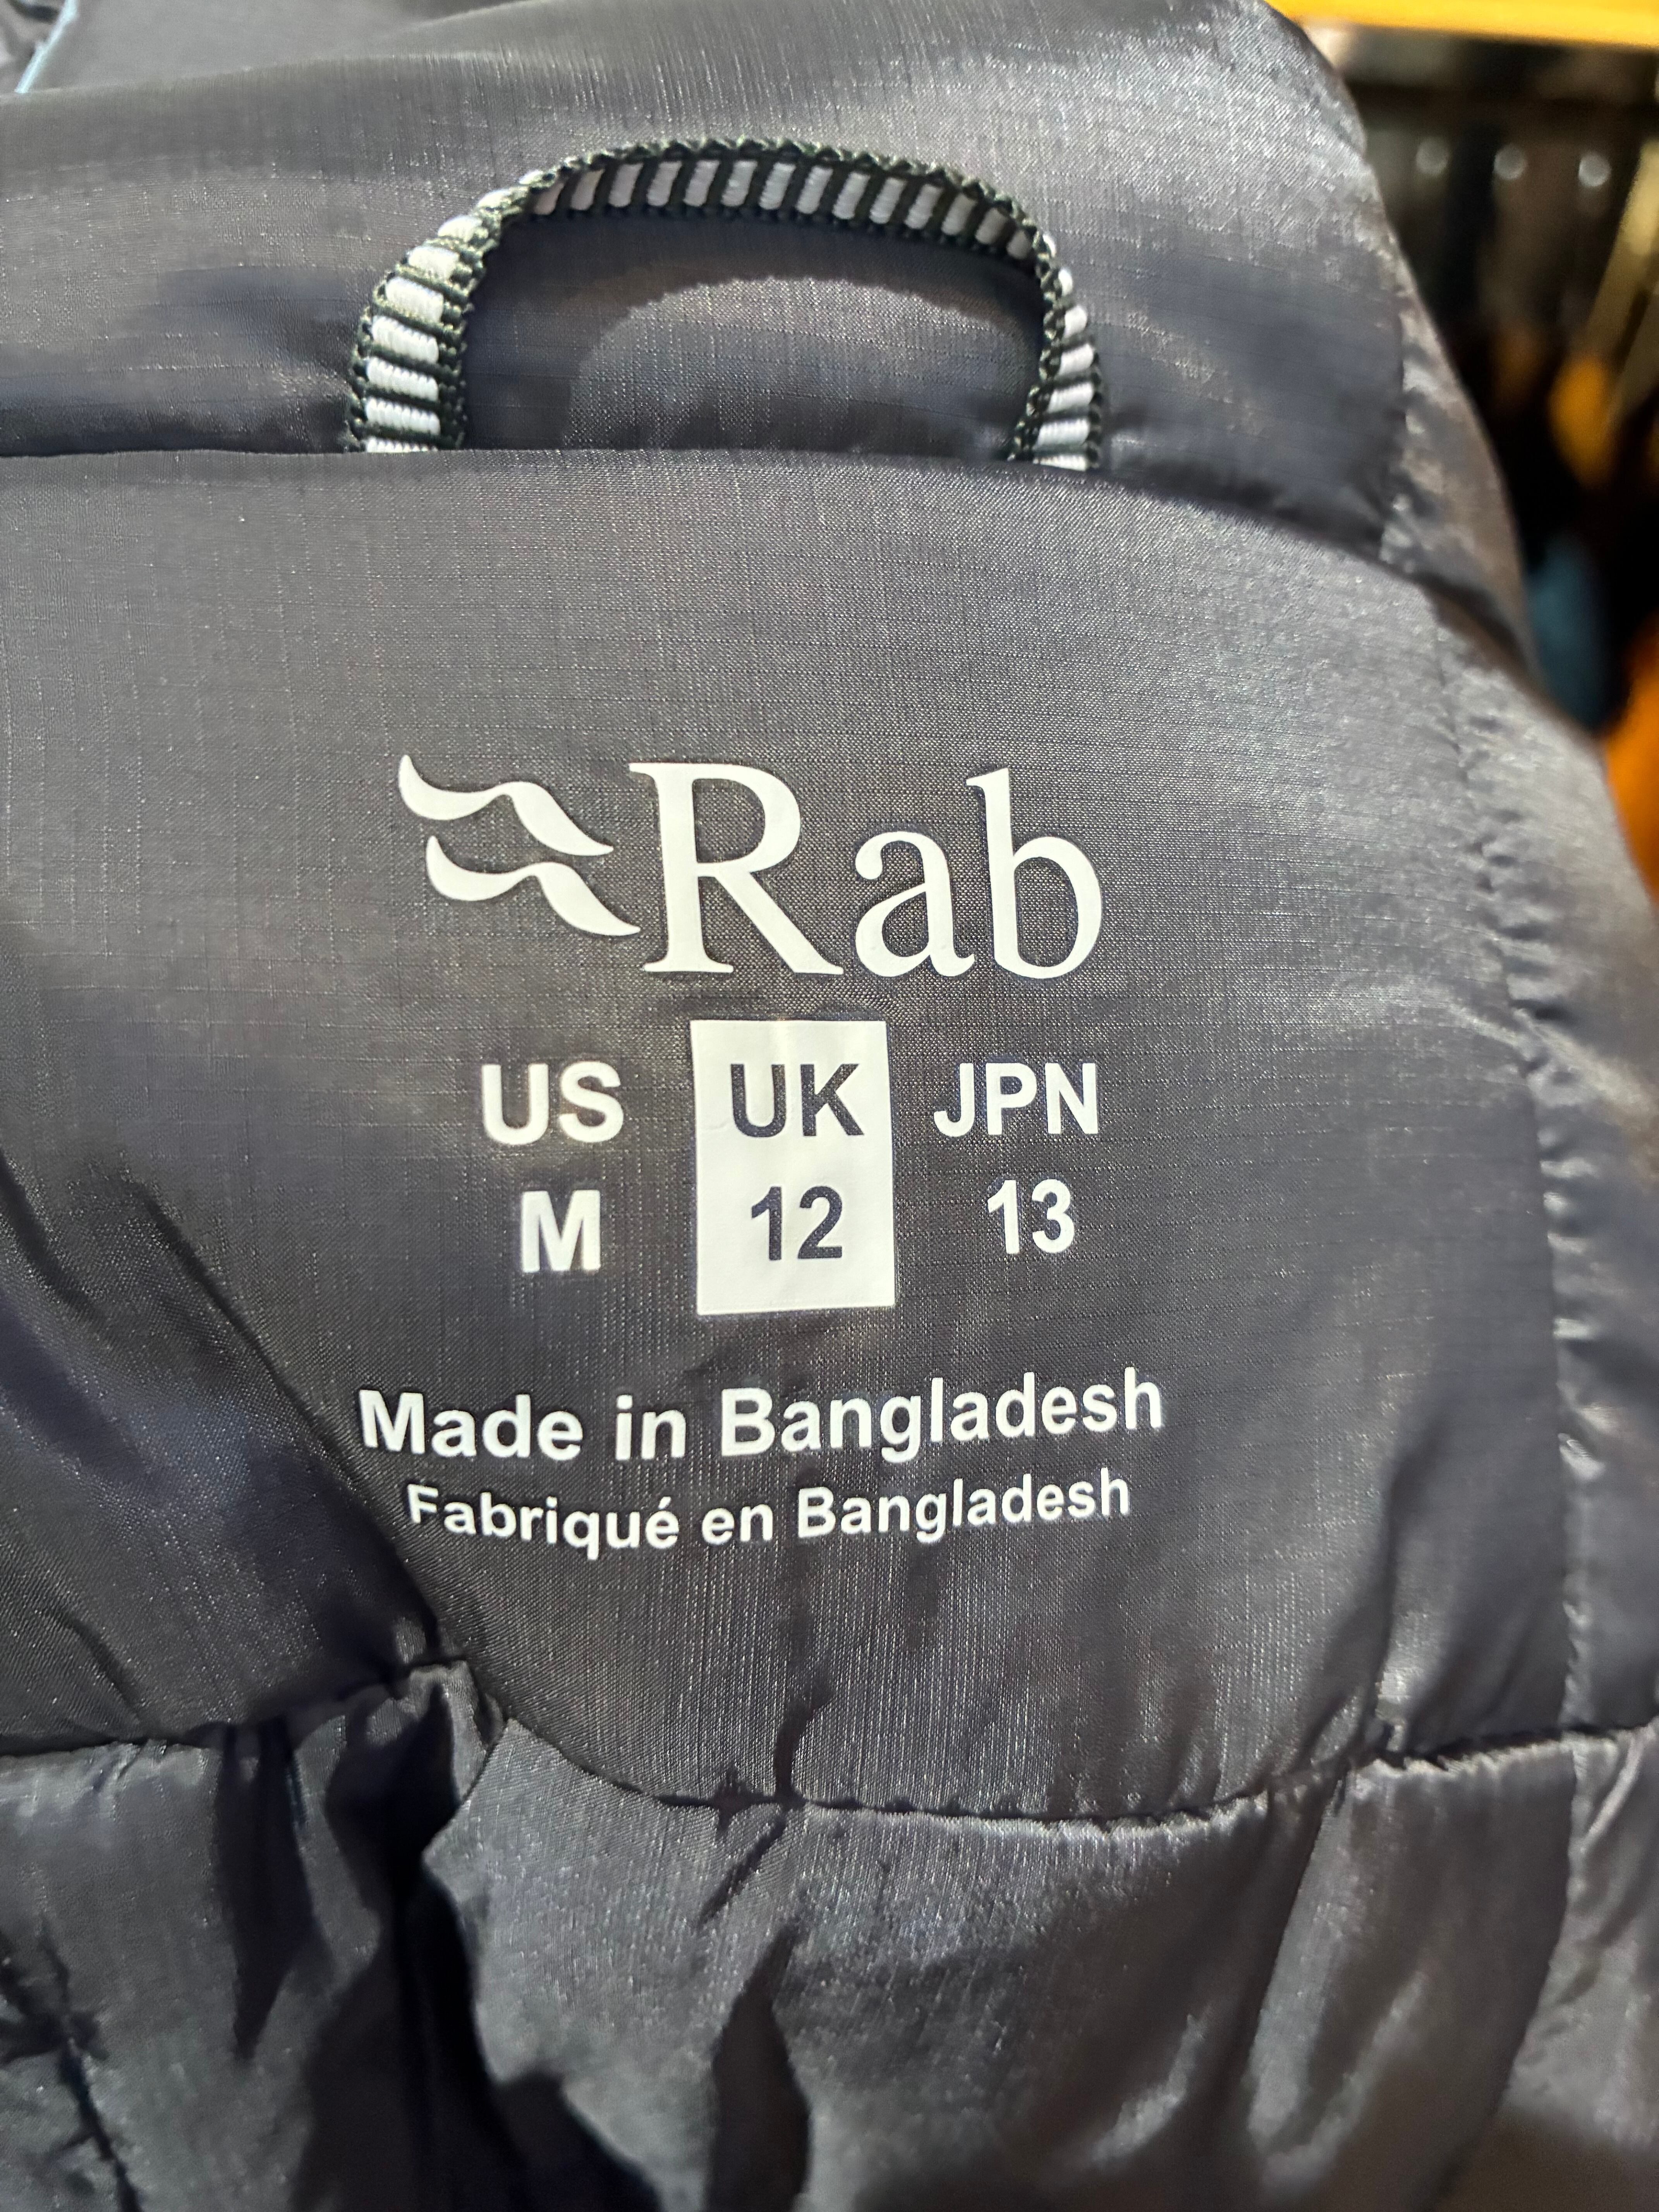 Rab
US UK JPN
M 12 13
Made in Bangladesh
Fabriqué en Bangladesh